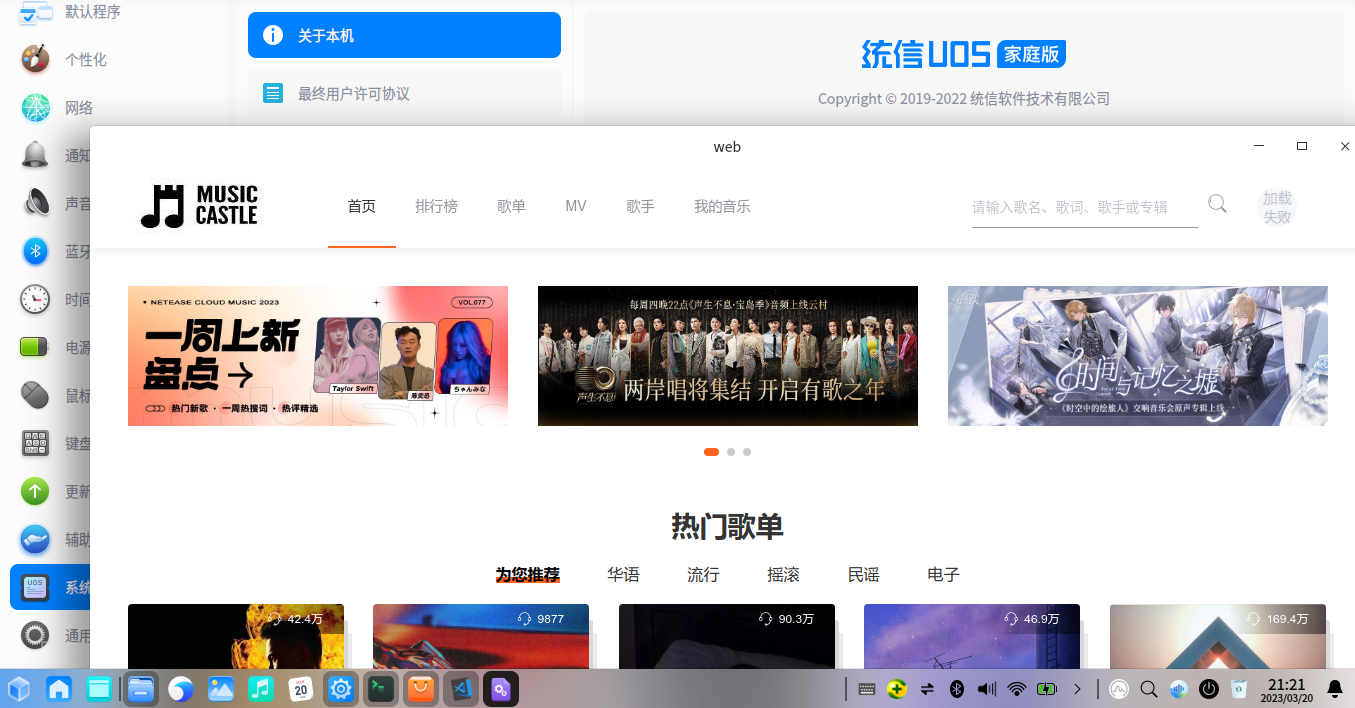 默认程序
个性化
网络
通知
声音
蓝牙
时间
电源
鼠标
键盘
更新
辅助
系统
通用
关于本机
最终用户许可协议
统信UOS 家庭版
Copyright © 2019-2022 统信软件技术有限公司
web
MUSIC
CASTLE
首页 排行榜 歌单 MV 歌手 我的音乐
请输入歌名、歌词、歌手或专辑
加载
失败
• NETEASE CLOUD MUSIC 2023
VOL.077
一周上新
盘点→
Taylor Swift
陈奕迅
ちゃんみな
热门新歌 · 一周热搜词 · 热评精选
每周四晚22点《声生不息·宝岛季》音频上线云村
声生不息
两岸唱将集结 开启有歌之年
时间与记忆之墟
《时空中的绘旅人》交响音乐会原声专辑上线
热门歌单
为您推荐 华语 流行 摇滚 民谣 电子
42.4万
9877
90.3万
46.9万
169.4万
UOS
MAR
20
21:21
2023/03/20